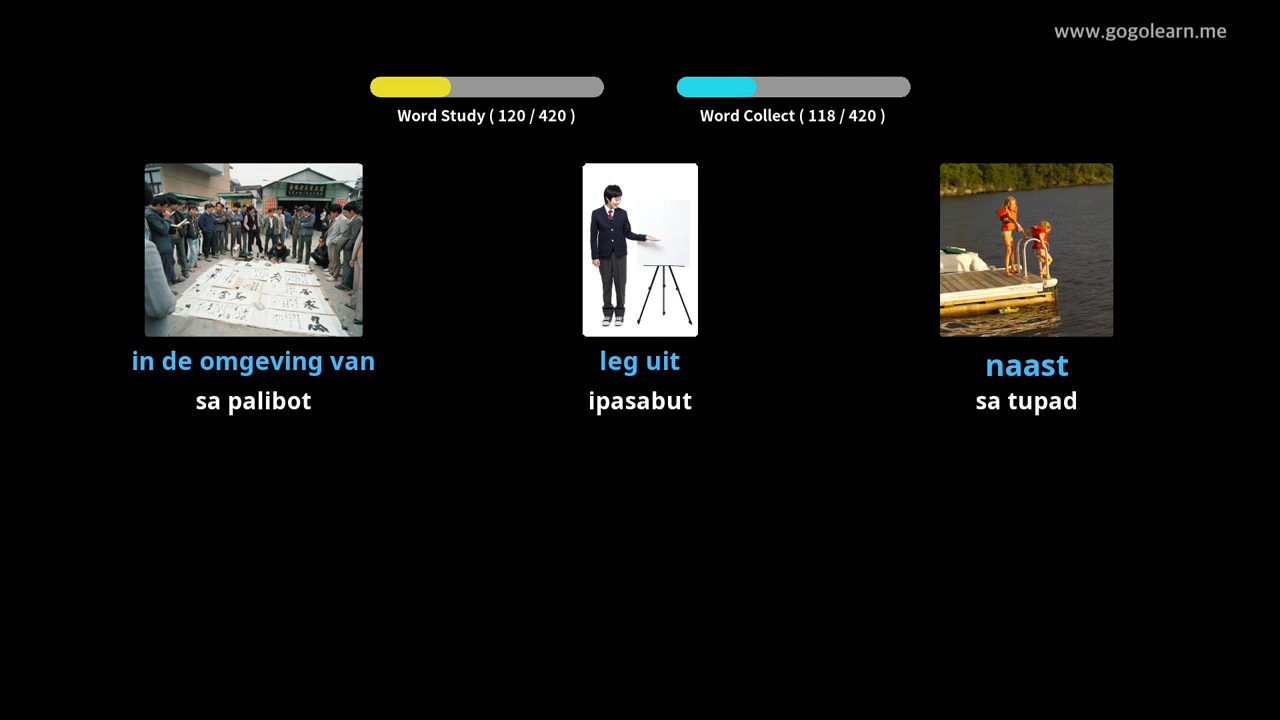 www.gogolearn.me
Word Study ( 120 / 420 )
Word Collect ( 118 / 420 )
in de omgeving van
leg uit
naast
sa palibot
ipasabut
sa tupad